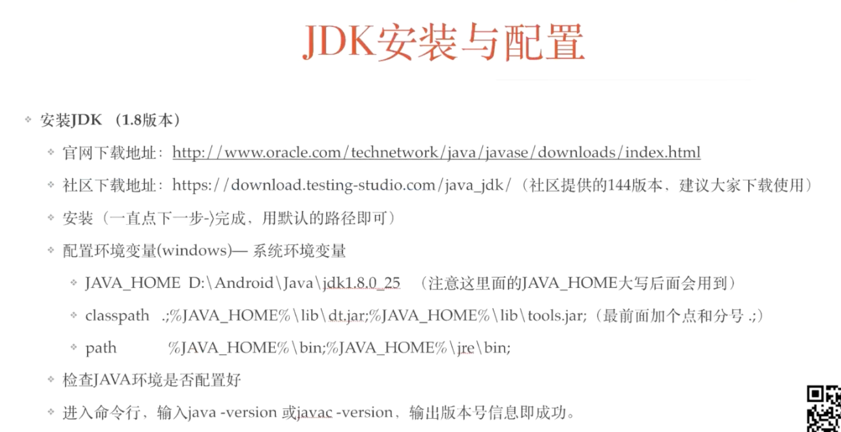 JDK安装与配置
安装JDK （1.8版本）
官网下载地址：http://www.oracle.com/technetwork/java/javase/downloads/index.html
社区下载地址：https://download.testing-studio.com/java_jdk/（社区提供的144版本，建议大家下载使用）
安装（一直点下一步-〉完成，用默认的路径即可）
配置环境变量(windows)— 系统环境变量
JAVA_HOME D:\Android\Java\jdk1.8.0_25 （注意这里面的JAVA_HOME大写后面会用到）
classpath .;%JAVA_HOME%\lib\dt.jar;%JAVA_HOME%\lib\tools.jar;（最前面加个点和分号 .;）
path %JAVA_HOME%\bin;%JAVA_HOME%\jre\bin;
检查JAVA环境是否配置好
进入命令行，输入java -version 或javac -version，输出版本号信息即成功。